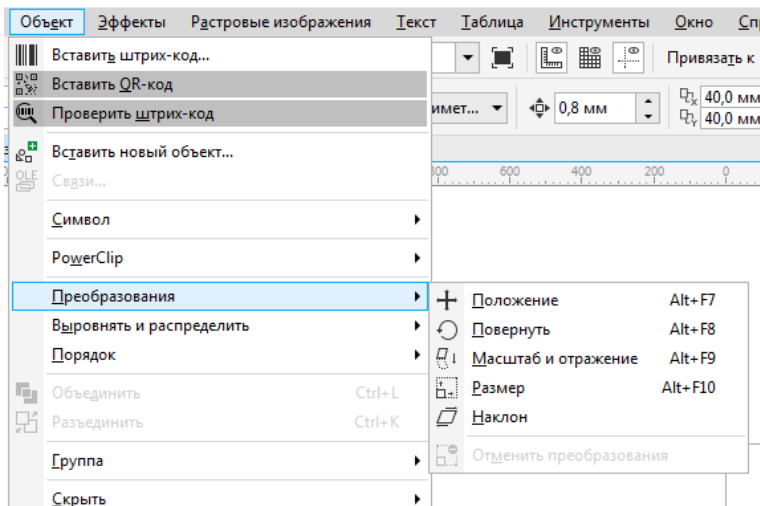 Объект Эффекты Растровые изображения Текст Таблица Инструменты Окно
Вставить штрих-код...
Привязать к
Вставить QR-код
Проверить штрих-код
0,8 мм
40,0 мм
40,0 мм
Вставить новый объект...
OLE Связи...
600 400 200 0
Символ
PowerClip
Преобразования
Положение Alt+F7
Выровнять и распределить
Повернуть Alt+F8
Порядок
Масштаб и отражение Alt+F9
Объединить Ctrl+L
Размер Alt+F10
Разъединить Ctrl+K
Наклон
Группа
Отменить преобразования
Скрыть